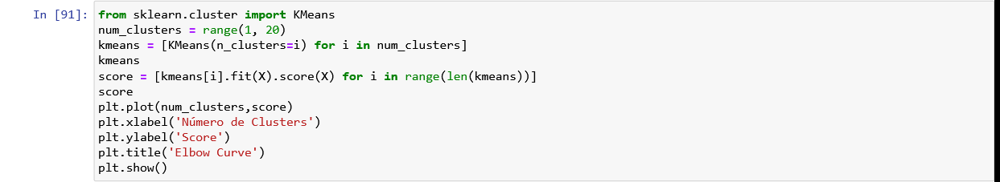 In [91]: from sklearn.cluster import KMeans
num_clusters = range(1, 20)
kmeans = [KMeans(n_clusters=i) for i in num_clusters]
kmeans
score = [kmeans[i].fit(X).score(X) for i in range(len(kmeans))]
score
plt.plot(num_clusters,score)
plt.xlabel('Número de Clusters')
plt.ylabel('Score')
plt.title('Elbow Curve')
plt.show()